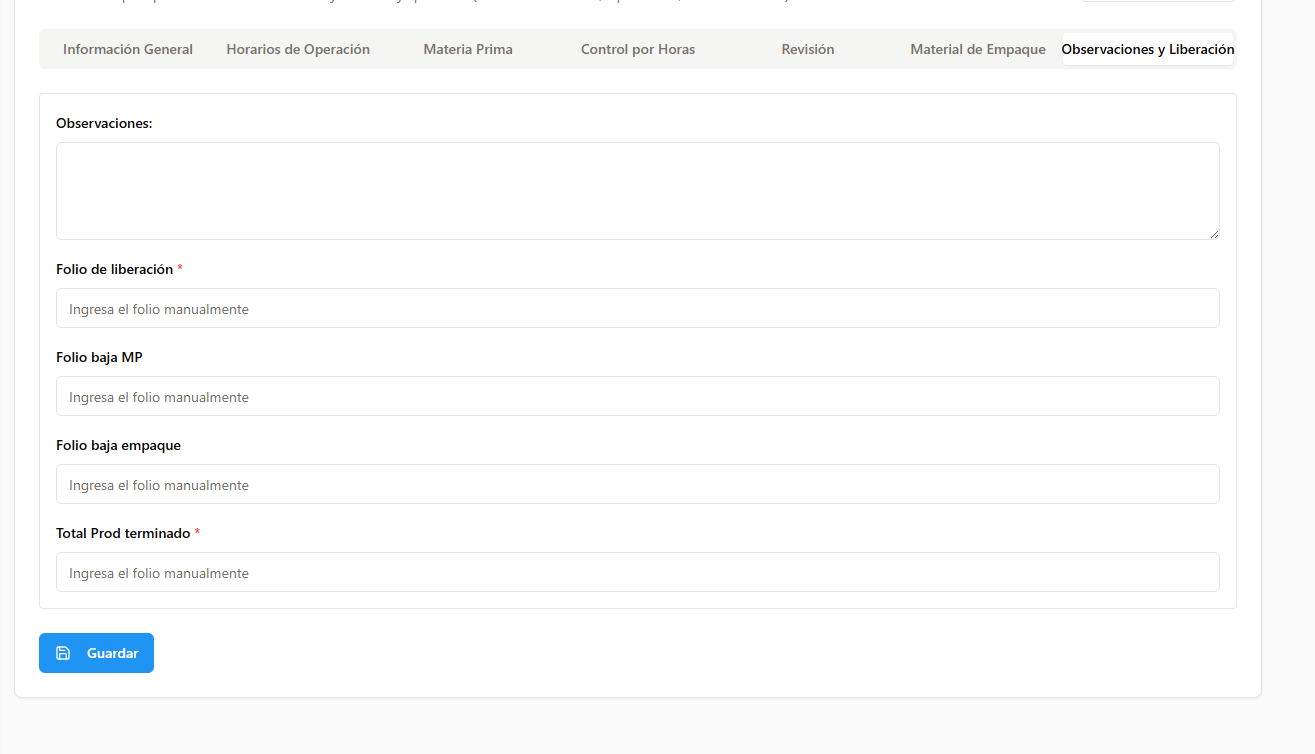 Información General
Horarios de Operación
Materia Prima
Control por Horas
Revisión
Material de Empaque
Observaciones y Liberación
Observaciones:
Folio de liberación *
Ingresa el folio manualmente
Folio baja MP
Ingresa el folio manualmente
Folio baja empaque
Ingresa el folio manualmente
Total Prod terminado *
Ingresa el folio manualmente
Guardar